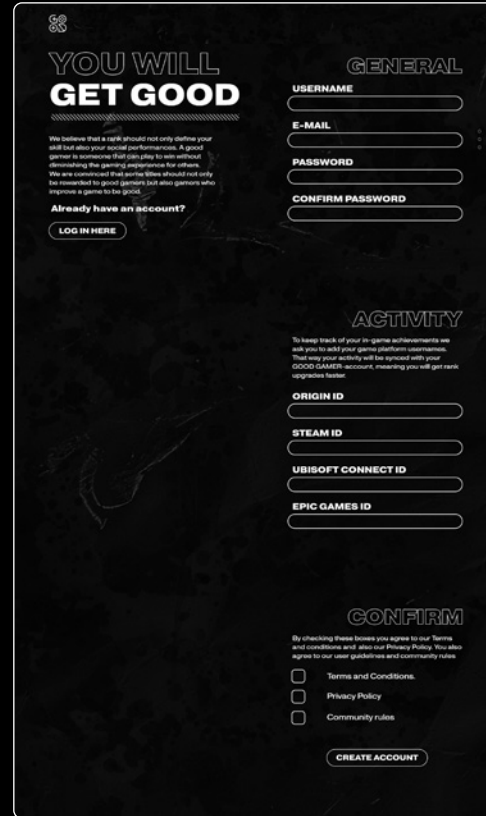 YOU WILL
GET GOOD
We believe that a rank should not only define your
skill but also your social performances. A good
gamer is someone that can play to win without
diminishing the gaming experience for others.
We are convinced that some titles should not only
be rewarded to good gamers but also gamers who
improve a game to be good.
Already have an account?
LOG IN HERE
GENERAL
USERNAME
E-MAIL
PASSWORD
CONFIRM PASSWORD
ACTIVITY
To keep track of your in-game achievements we
ask you to add your game platform usernames.
That way your activity will be synced with your
GOOD GAMER-account, meaning you will get rank
upgrades faster.
ORIGIN ID
STEAM ID
UBISOFT CONNECT ID
EPIC GAMES ID
CONFIRM
By checking these boxes you agree to our Terms
and conditions and also our Privacy Policy. You also
agree to our user guidelines and community rules
Terms and Conditions.
Privacy Policy
Community rules
CREATE ACCOUNT